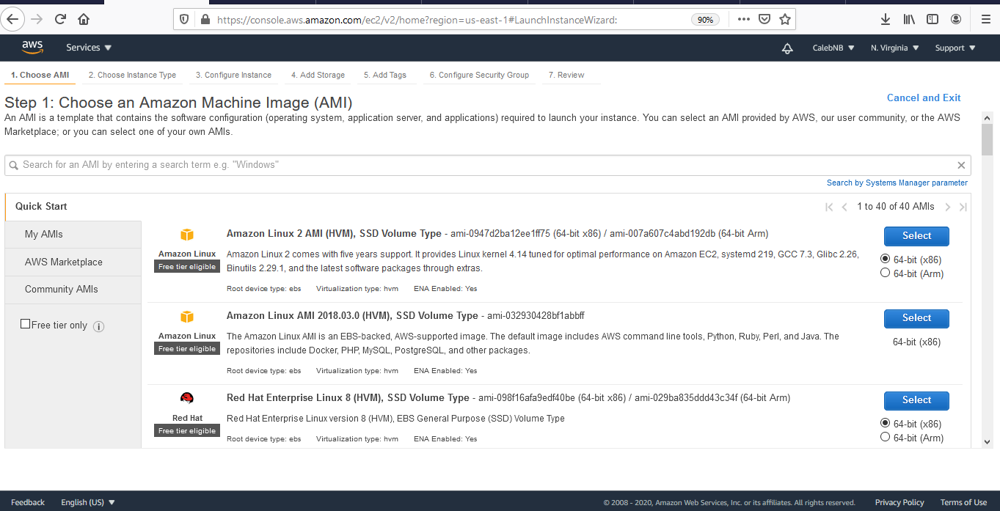 https://console.aws.amazon.com/ec2/v2/home?region=us-east-1#LaunchInstanceWizard:
90%
aws
Services
CalebNB
N. Virginia
Support
1. Choose AMI
2. Choose Instance Type
3. Configure Instance
4. Add Storage
5. Add Tags
6. Configure Security Group
7. Review
Step 1: Choose an Amazon Machine Image (AMI)
Cancel and Exit
An AMI is a template that contains the software configuration (operating system, application server, and applications) required to launch your instance. You can select an AMI provided by AWS, our user community, or the AWS
Marketplace; or you can select one of your own AMIs.
Search for an AMI by entering a search term e.g. "Windows"
Search by Systems Manager parameter
Quick Start
1 to 40 of 40 AMIs
My AMIs
AWS Marketplace
Community AMIs
Free tier only
Amazon Linux
Free tier eligible
Amazon Linux 2 AMI (HVM), SSD Volume Type - ami-0947d2ba12ee1ff75 (64-bit x86) / ami-007a607c4abd192db (64-bit Arm)
Amazon Linux 2 comes with five years support. It provides Linux kernel 4.14 tuned for optimal performance on Amazon EC2, systemd 219, GCC 7.3, Glibc 2.26,
Binutils 2.29.1, and the latest software packages through extras.
Root device type: ebs Virtualization type: hvm ENA Enabled: Yes
Select
64-bit (x86)
64-bit (Arm)
Amazon Linux
Free tier eligible
Amazon Linux AMI 2018.03.0 (HVM), SSD Volume Type - ami-032930428bf1abbff
The Amazon Linux AMI is an EBS-backed, AWS-supported image. The default image includes AWS command line tools, Python, Ruby, Perl, and Java. The
repositories include Docker, PHP, MySQL, PostgreSQL, and other packages.
Root device type: ebs Virtualization type: hvm ENA Enabled: Yes
Select
64-bit (x86)
Red Hat
Free tier eligible
Red Hat Enterprise Linux 8 (HVM), SSD Volume Type - ami-098f16afa9edf40be (64-bit x86) / ami-029ba835ddd43c34f (64-bit Arm)
Red Hat Enterprise Linux version 8 (HVM), EBS General Purpose (SSD) Volume Type
Root device type: ebs Virtualization type: hvm ENA Enabled: Yes
Select
64-bit (x86)
64-bit (Arm)
Feedback
English (US)
© 2008 - 2020, Amazon Web Services, Inc. or its affiliates. All rights reserved.
Privacy Policy
Terms of Use